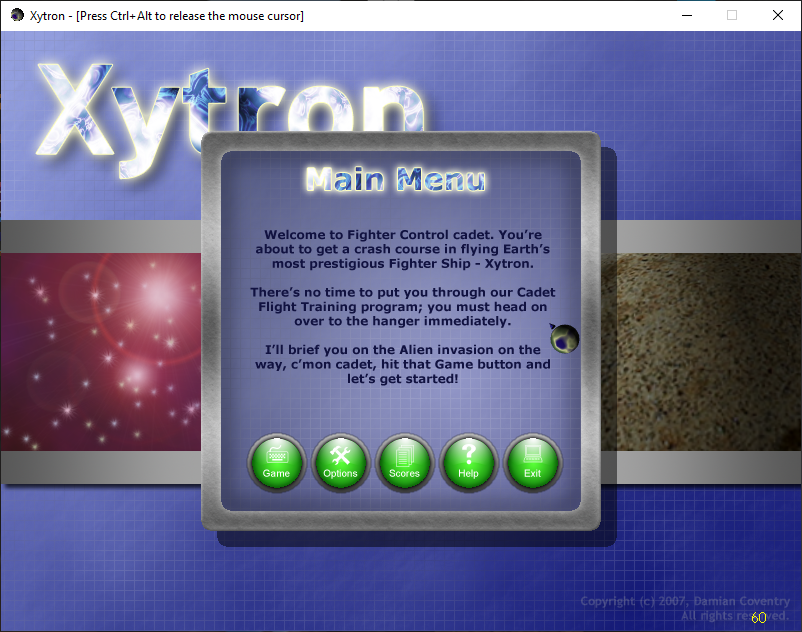 Xytron - [Press Ctrl+Alt to release the mouse cursor]
Xytron
Main Menu
Welcome to Fighter Control cadet. You're
about to get a crash course in flying Earth's
most prestigious Fighter Ship - Xytron.
There's no time to put you through our Cadet
Flight Training program; you must head on
over to the hanger immediately.
I'll brief you on the Alien invasion on the
way, c'mon cadet, hit that Game button and
let's get started!
Game Options Scores Help Exit
Copyright (c) 2007, Damian Coventry
All rights reserved.
60